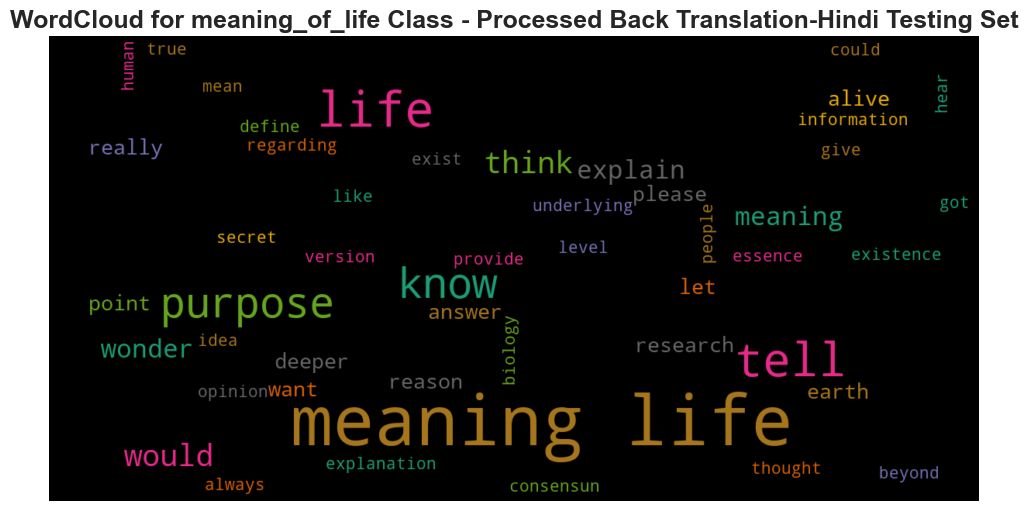 WordCloud for meaning_of_life Class - Processed Back Translation-Hindi Testing Set
human
true
could
mean
life
alive
hear
define
information
really
regarding
exist
think
explain
give
like
underlying
please
people
meaning
got
secret
version
provide
level
essence
existence
point
purpose
know
answer
let
wonder
idea
deeper
biology
research
tell
opinion
want
reason
earth
meaning life
would
explanation
thought
beyond
always
consensun